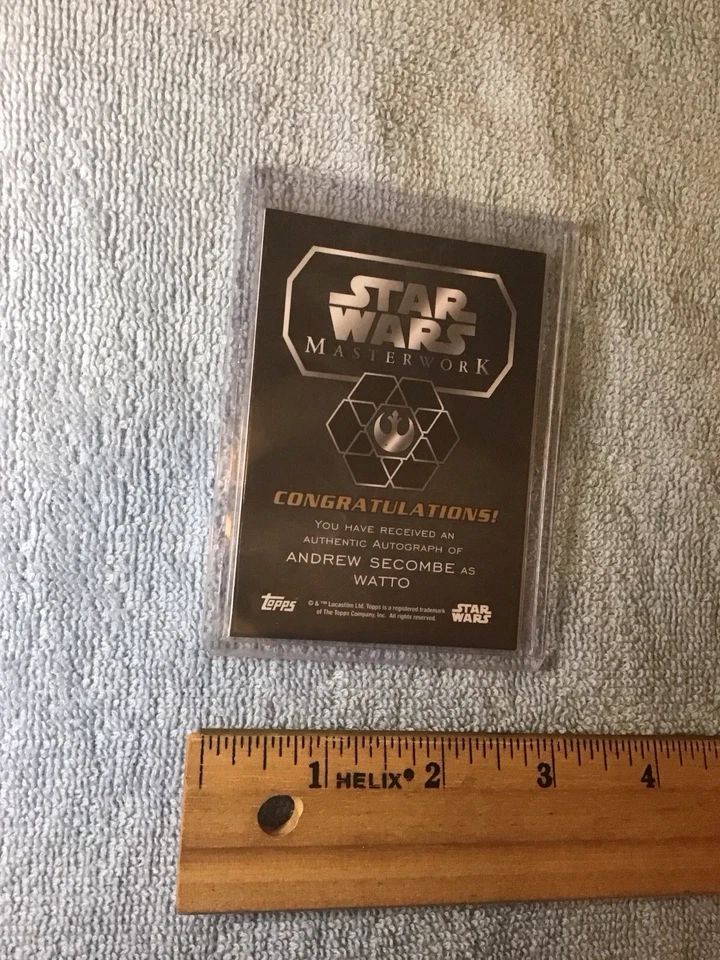 STAR
WARS
MASTERWORK
CONGRATULATIONS!
YOU HAVE RECEIVED AN
AUTHENTIC AUTOGRAPH OF
ANDREW SECOMBE AS
WATTO
TOPPS
© & ™ Lucasfilm Ltd. Topps is a registered trademark
of The Topps Company, Inc. All rights reserved.
STAR
WARS
1 HELIX® 2 3 4